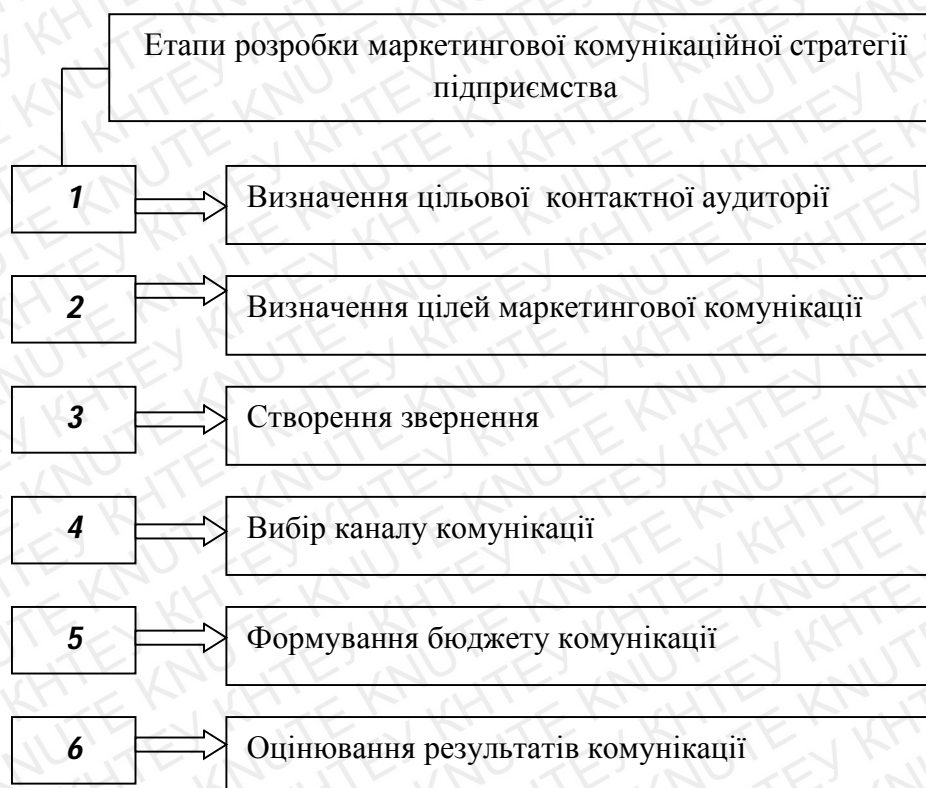 Етапи розробки маркетингової комунікаційної стратегії
підприємства
1
Визначення цільової контактної аудиторії
2
Визначення цілей маркетингової комунікації
3
Створення звернення
4
Вибір каналу комунікації
5
Формування бюджету комунікації
6
Оцінювання результатів комунікації